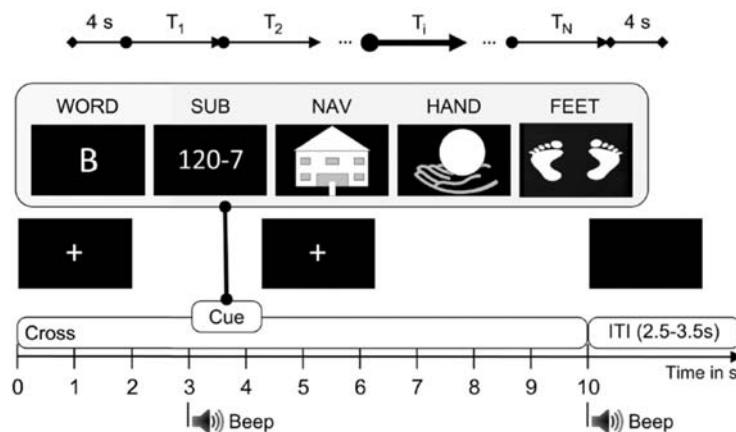 4 s T₁ T₂ ... Tᵢ ... T_N 4 s
WORD SUB NAV HAND FEET
B 120-7
+ +
Cue
Cross ITI (2.5-3.5s)
0 1 2 3 4 5 6 7 8 9 10 Time in s
Beep Beep